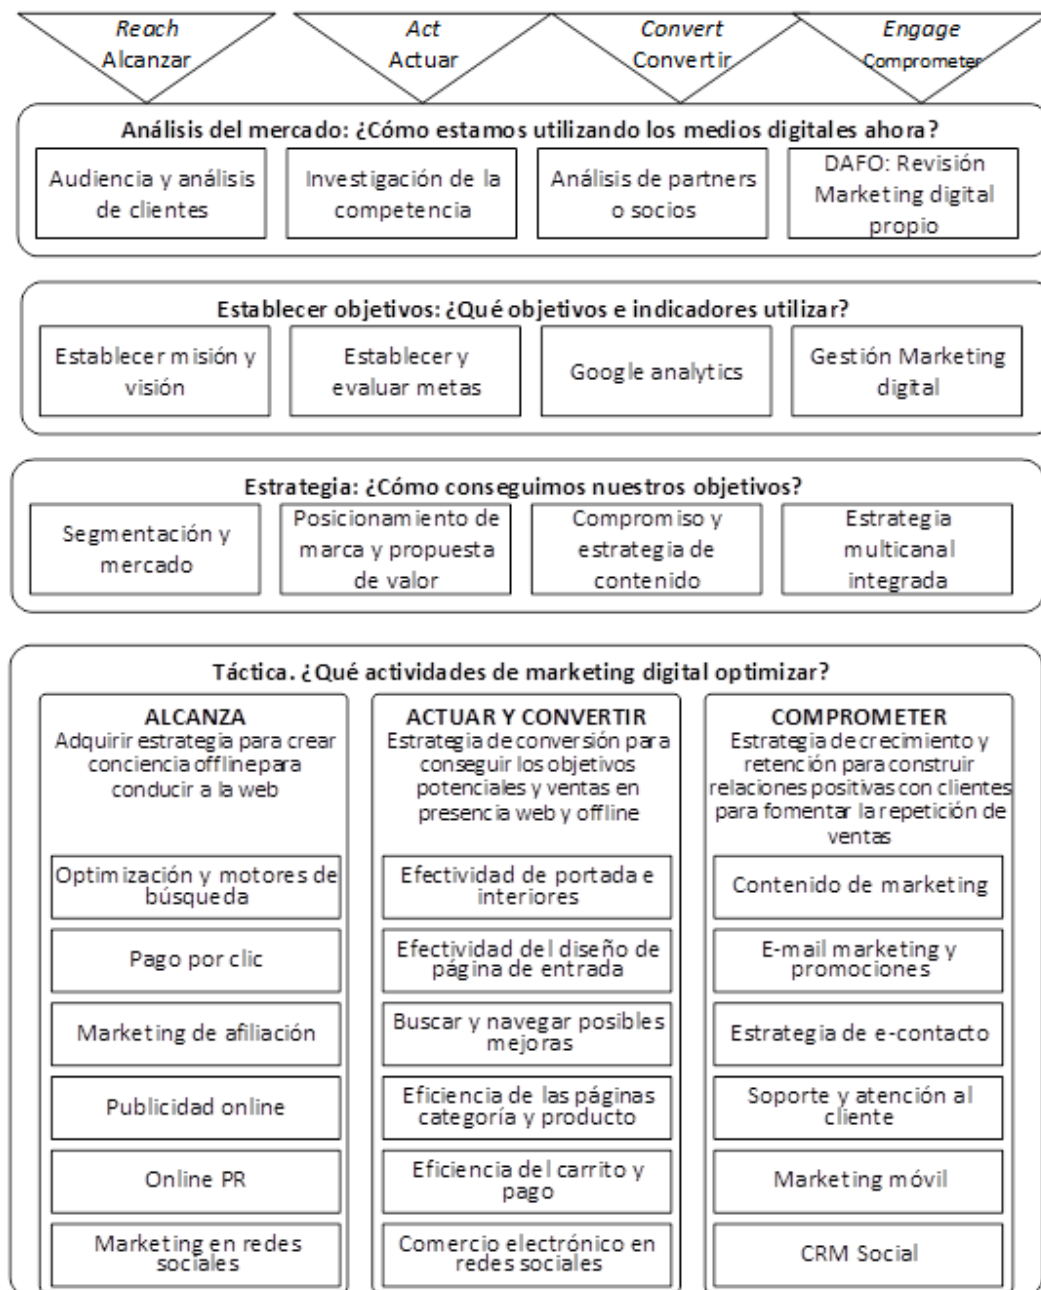 Reach
Alcanzar
Act
Actuar
Convert
Convertir
Engage
Comprometer
Análisis del mercado: ¿Cómo estamos utilizando los medios digitales ahora?
Audiencia y análisis
de clientes
Investigación de la
competencia
Análisis de partners
o socios
DAFO: Revisión
Marketing digital
propio
Establecer objetivos: ¿Qué objetivos e indicadores utilizar?
Establecer misión y
visión
Establecer y
evaluar metas
Google analytics
Gestión Marketing
digital
Estrategia: ¿Cómo conseguimos nuestros objetivos?
Segmentación y
mercado
Posicionamiento de
marca y propuesta
de valor
Compromiso y
estrategia de
contenido
Estrategia
multicanal
integrada
Táctica. ¿Qué actividades de marketing digital optimizar?
ALCANZA
Adquirir estrategia para crear
conciencia offline para
conducir a la web
Optimización y motores de
búsqueda
Pago por clic
Marketing de afiliación
Publicidad online
Online PR
Marketing en redes
sociales
ACTUAR Y CONVERTIR
Estrategia de conversión para
conseguir los objetivos
potenciales y ventas en
presencia web y offline
Efectividad de portada e
interiores
Efectividad del diseño de
página de entrada
Buscar y navegar posibles
mejoras
Eficiencia de las páginas
categoría y producto
Eficiencia del carrito y
pago
Comercio electrónico en
redes sociales
COMPROMETER
Estrategia de crecimiento y
retención para construir
relaciones positivas con clientes
para fomentar la repetición de
ventas
Contenido de marketing
E-mail marketing y
promociones
Estrategia de e-contacto
Soporte y atención al
cliente
Marketing móvil
CRM Social